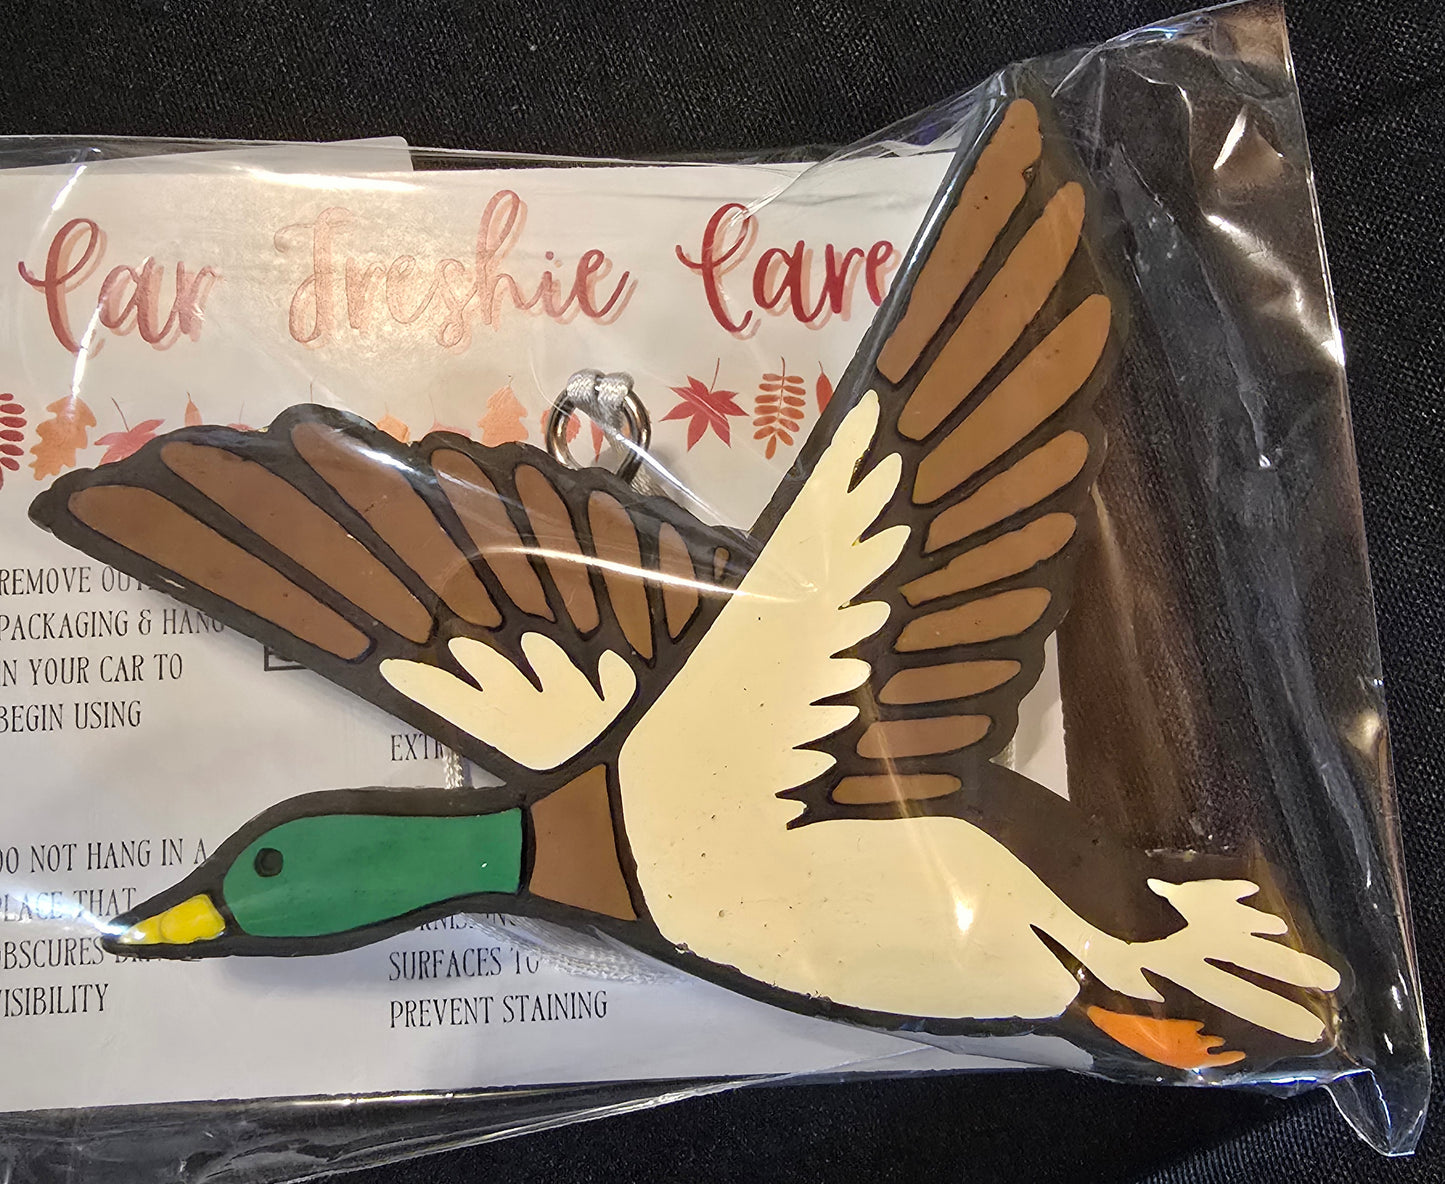 Car Freshie Care
REMOVE OUT
PACKAGING & HANG
IN YOUR CAR TO
BEGIN USING
EXTR
DO NOT HANG IN A
PLACE THAT
OBSCURES
VISIBILITY
SURFACES TO
PREVENT STAINING